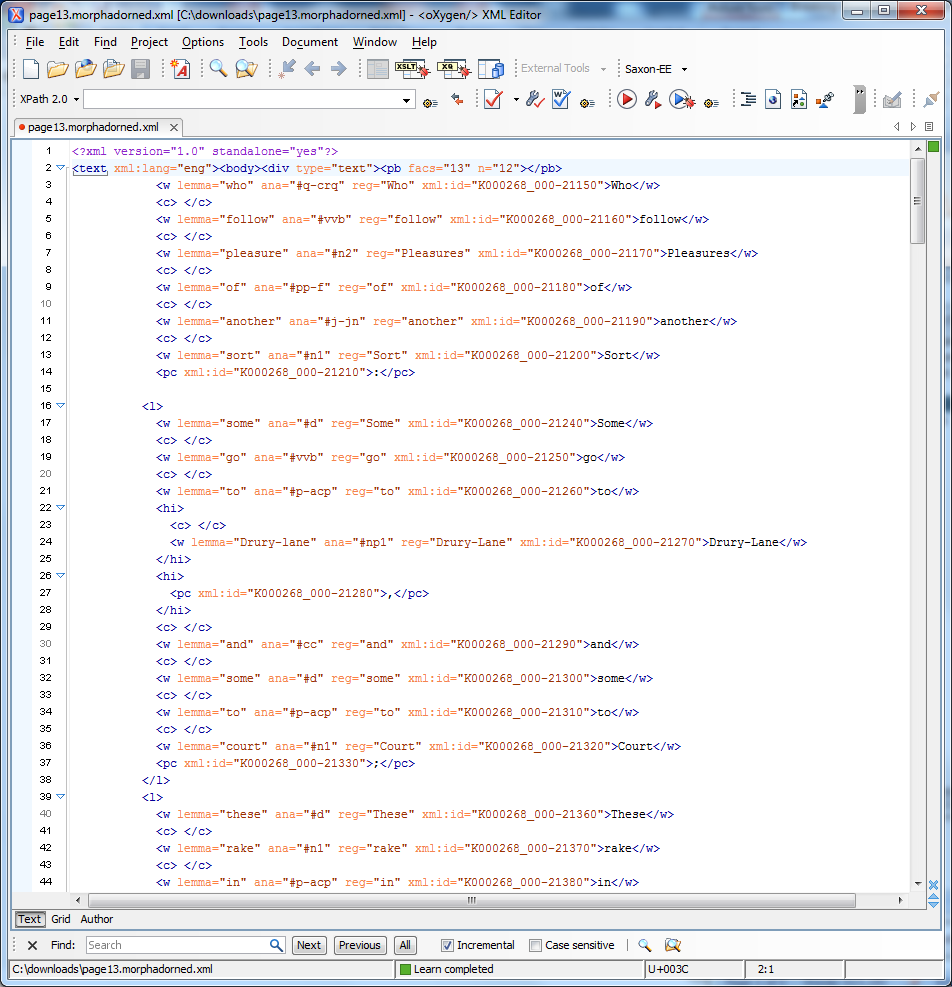 page13.morphadorned.xml [C:\downloads\page13.morphadorned.xml] - <oXygen/> XML Editor
File Edit Find Project Options Tools Document Window Help
XSLT XQ External Tools Saxon-EE
XPath 2.0
page13.morphadorned.xml
1 <?xml version="1.0" standalone="yes"?>
2 <text xml:lang="eng"><body><div type="text"><pb facs="13" n="12"></pb>
3 <w lemma="who" ana="#q-crq" reg="Who" xml:id="K000268_000-21150">Who</w>
4 <c> </c>
5 <w lemma="follow" ana="#vvb" reg="follow" xml:id="K000268_000-21160">follow</w>
6 <c> </c>
7 <w lemma="pleasure" ana="#n2" reg="Pleasures" xml:id="K000268_000-21170">Pleasures</w>
8 <c> </c>
9 <w lemma="of" ana="#pp-f" reg="of" xml:id="K000268_000-21180">of</w>
10 <c> </c>
11 <w lemma="another" ana="#j-jn" reg="another" xml:id="K000268_000-21190">another</w>
12 <c> </c>
13 <w lemma="sort" ana="#n1" reg="Sort" xml:id="K000268_000-21200">Sort</w>
14 <pc xml:id="K000268_000-21210">:</pc>
15
16 <l>
17 <w lemma="some" ana="#d" reg="Some" xml:id="K000268_000-21240">Some</w>
18 <c> </c>
19 <w lemma="go" ana="#vvb" reg="go" xml:id="K000268_000-21250">go</w>
20 <c> </c>
21 <w lemma="to" ana="#p-acp" reg="to" xml:id="K000268_000-21260">to</w>
22 <hi>
23 <c> </c>
24 <w lemma="Drury-lane" ana="#np1" reg="Drury-Lane" xml:id="K000268_000-21270">Drury-Lane</w>
25 </hi>
26 <hi>
27 <pc xml:id="K000268_000-21280">,</pc>
28 </hi>
29 <c> </c>
30 <w lemma="and" ana="#cc" reg="and" xml:id="K000268_000-21290">and</w>
31 <c> </c>
32 <w lemma="some" ana="#d" reg="some" xml:id="K000268_000-21300">some</w>
33 <c> </c>
34 <w lemma="to" ana="#p-acp" reg="to" xml:id="K000268_000-21310">to</w>
35 <c> </c>
36 <w lemma="court" ana="#n1" reg="Court" xml:id="K000268_000-21320">Court</w>
37 <pc xml:id="K000268_000-21330">;</pc>
38 </l>
39 <l>
40 <w lemma="these" ana="#d" reg="These" xml:id="K000268_000-21360">These</w>
41 <c> </c>
42 <w lemma="rake" ana="#n1" reg="rake" xml:id="K000268_000-21370">rake</w>
43 <c> </c>
44 <w lemma="in" ana="#p-acp" reg="in" xml:id="K000268_000-21380">in</w>
Text Grid Author
Find: Search Next Previous All Incremental Case sensitive
C:\downloads\page13.morphadorned.xml Learn completed U+003C 2:1